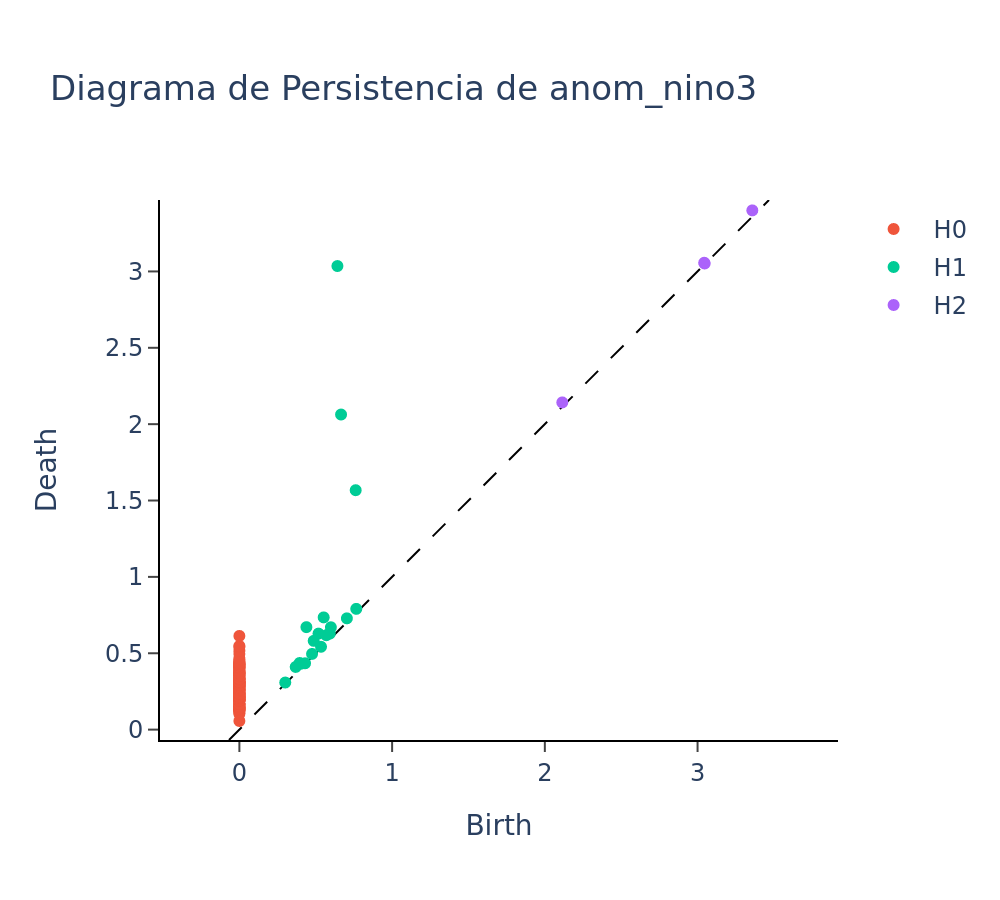 Diagrama de Persistencia de anom_nino3
H0
H1
H2
3
2.5
2
1.5
1
0.5
0
Death
0 1 2 3
Birth